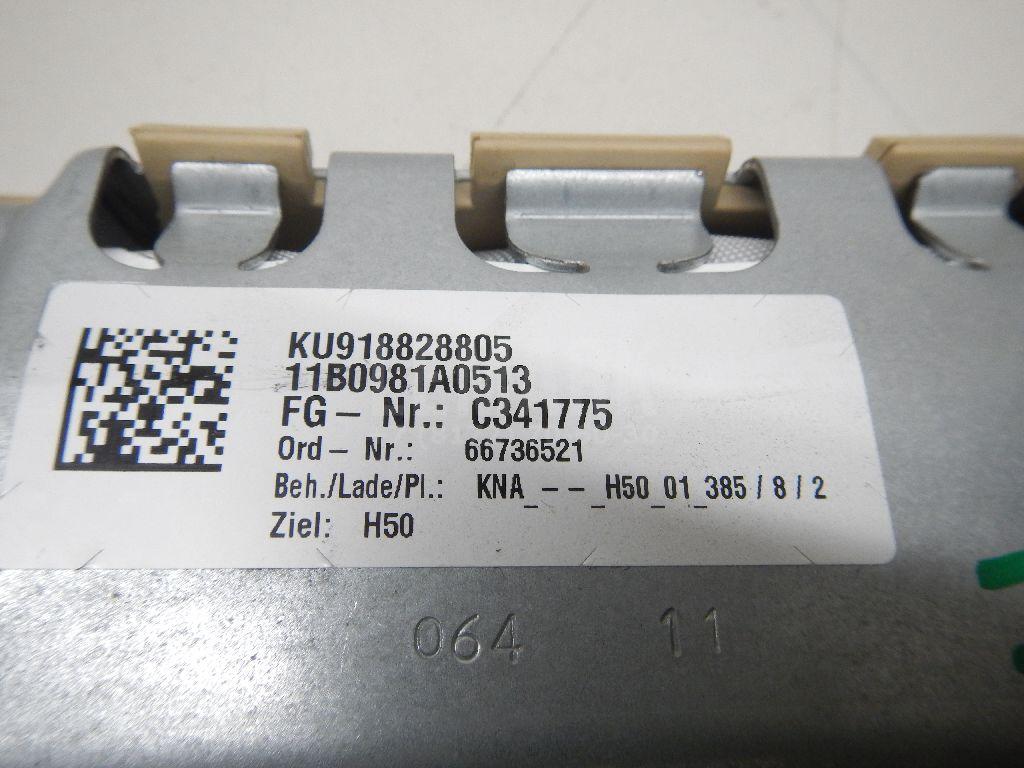 KU918828805
11B0981A0513
FG- Nr.: C341775
Ord- Nr.: 66736521
Beh./Lade/Pl.: KNA_--_H50_01_385/8/2
Ziel: H50
064 11